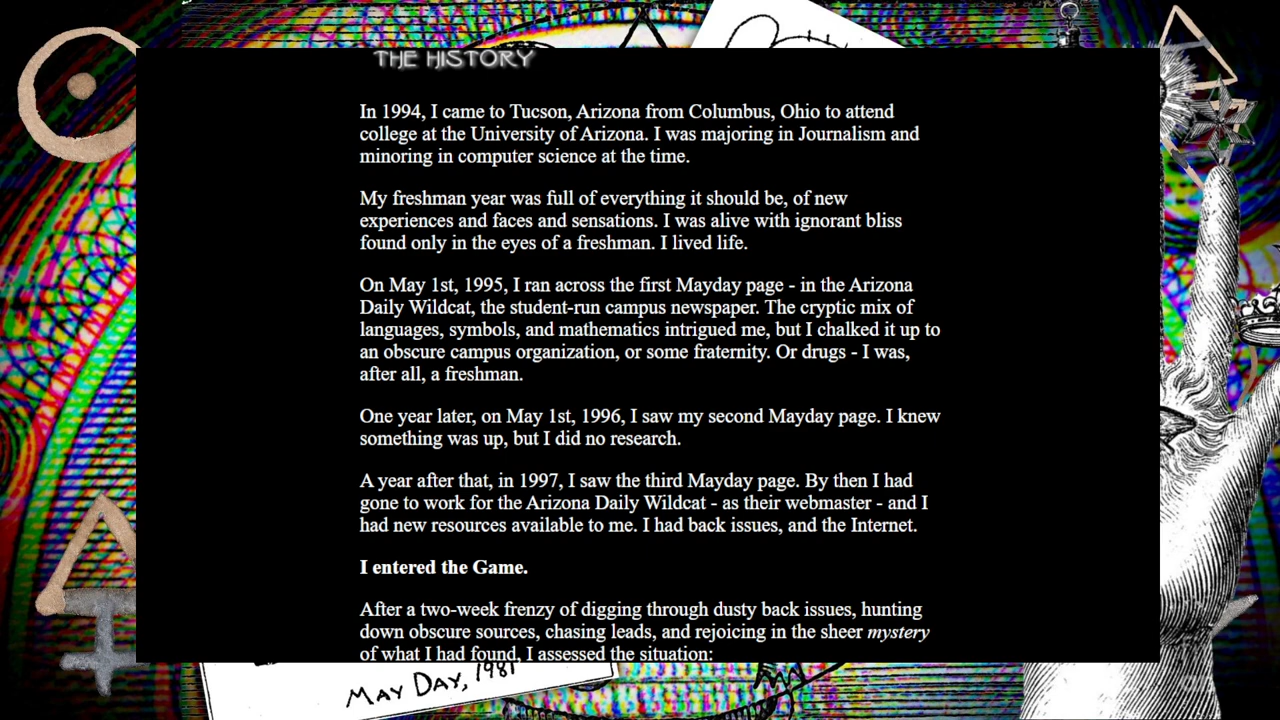 THE HISTORY
In 1994, I came to Tucson, Arizona from Columbus, Ohio to attend
college at the University of Arizona. I was majoring in Journalism and
minoring in computer science at the time.
My freshman year was full of everything it should be, of new
experiences and faces and sensations. I was alive with ignorant bliss
found only in the eyes of a freshman. I lived life.
On May 1st, 1995, I ran across the first Mayday page - in the Arizona
Daily Wildcat, the student-run campus newspaper. The cryptic mix of
languages, symbols, and mathematics intrigued me, but I chalked it up to
an obscure campus organization, or some fraternity. Or drugs - I was,
after all, a freshman.
One year later, on May 1st, 1996, I saw my second Mayday page. I knew
something was up, but I did no research.
A year after that, in 1997, I saw the third Mayday page. By then I had
gone to work for the Arizona Daily Wildcat - as their webmaster - and I
had new resources available to me. I had back issues, and the Internet.
I entered the Game.
After a two-week frenzy of digging through dusty back issues, hunting
down obscure sources, chasing leads, and rejoicing in the sheer mystery
of what I had found, I assessed the situation:
MAY DAY, 1981